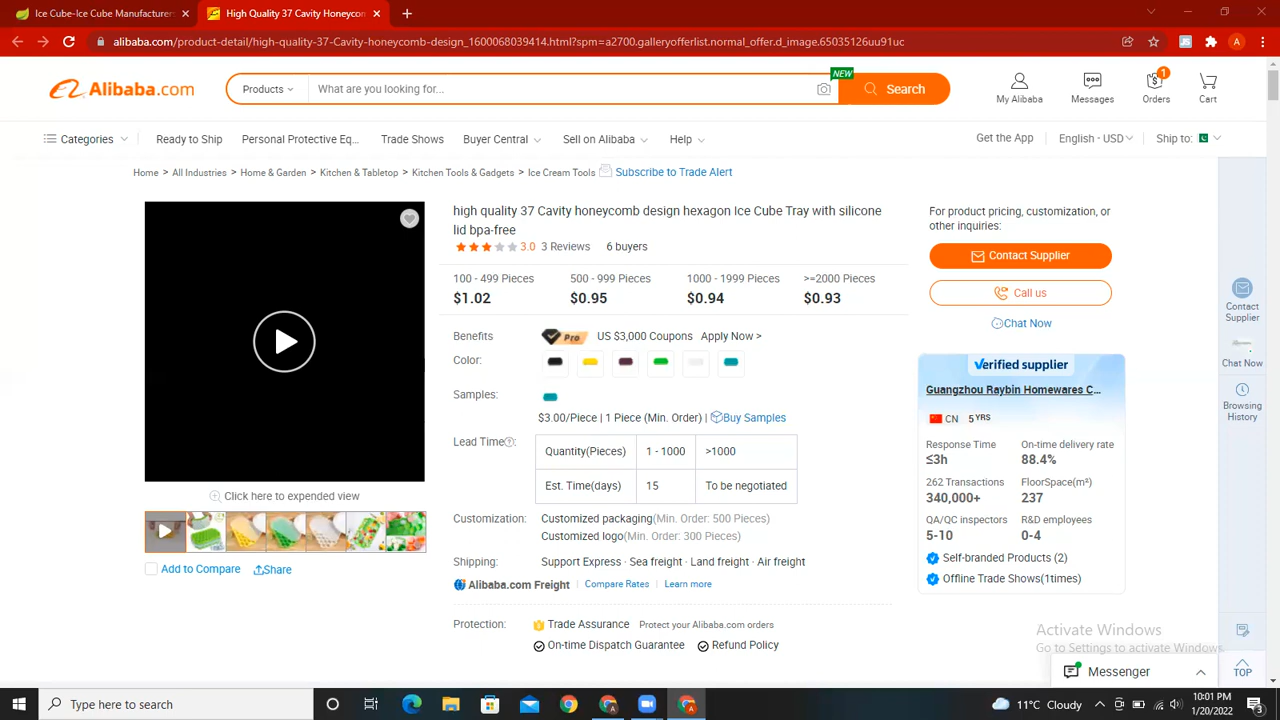 Ice Cube-Ice Cube Manufacturer
High Quality 37 Cavity Honeycon
alibaba.com/product-detail/high-quality-37-Cavity-honeycomb-design_1600068039414.html?spm=a2700.galleryofferlist.normal_offer.d_image.65035126uu91uc
A
Alibaba.com
Products
What are you looking for...
NEW
Search
My Alibaba
Messages
1
Orders
Cart
Categories
Ready to Ship
Personal Protective Eq...
Trade Shows
Buyer Central
Sell on Alibaba
Help
Get the App
English - USD
Ship to:
Home > All Industries > Home & Garden > Kitchen & Tabletop > Kitchen Tools & Gadgets > Ice Cream Tools
Subscribe to Trade Alert
high quality 37 Cavity honeycomb design hexagon Ice Cube Tray with silicone
lid bpa-free
3.0 3 Reviews 6 buyers
100 - 499 Pieces 500 - 999 Pieces 1000 - 1999 Pieces >=2000 Pieces
$1.02 $0.95 $0.94 $0.93
Benefits Pro US $3,000 Coupons Apply Now >
Color:
Samples:
$3.00/Piece | 1 Piece (Min. Order) | Buy Samples
Lead Time?:
Quantity(Pieces) 1 - 1000 >1000
Est. Time(days) 15 To be negotiated
Customization: Customized packaging(Min. Order: 500 Pieces)
Customized logo(Min. Order: 300 Pieces)
Shipping: Support Express · Sea freight · Land freight · Air freight
Alibaba.com Freight Compare Rates Learn more
Protection: Trade Assurance Protect your Alibaba.com orders
On-time Dispatch Guarantee Refund Policy
Click here to expended view
Add to Compare Share
For product pricing, customization, or
other inquiries:
Contact Supplier
Call us
Chat Now
Verified supplier
Guangzhou Raybin Homewares C...
CN 5YRS
Response Time On-time delivery rate
≤3h 88.4%
262 Transactions FloorSpace(m²)
340,000+ 237
QA/QC inspectors R&D employees
5-10 0-4
Self-branded Products (2)
Offline Trade Shows(1times)
Contact
Supplier
Chat Now
Browsing
History
TOP
Activate Windows
Go to Settings to activate Windows.
Messenger
Type here to search
11°C Cloudy
10:01 PM
1/20/2022
3